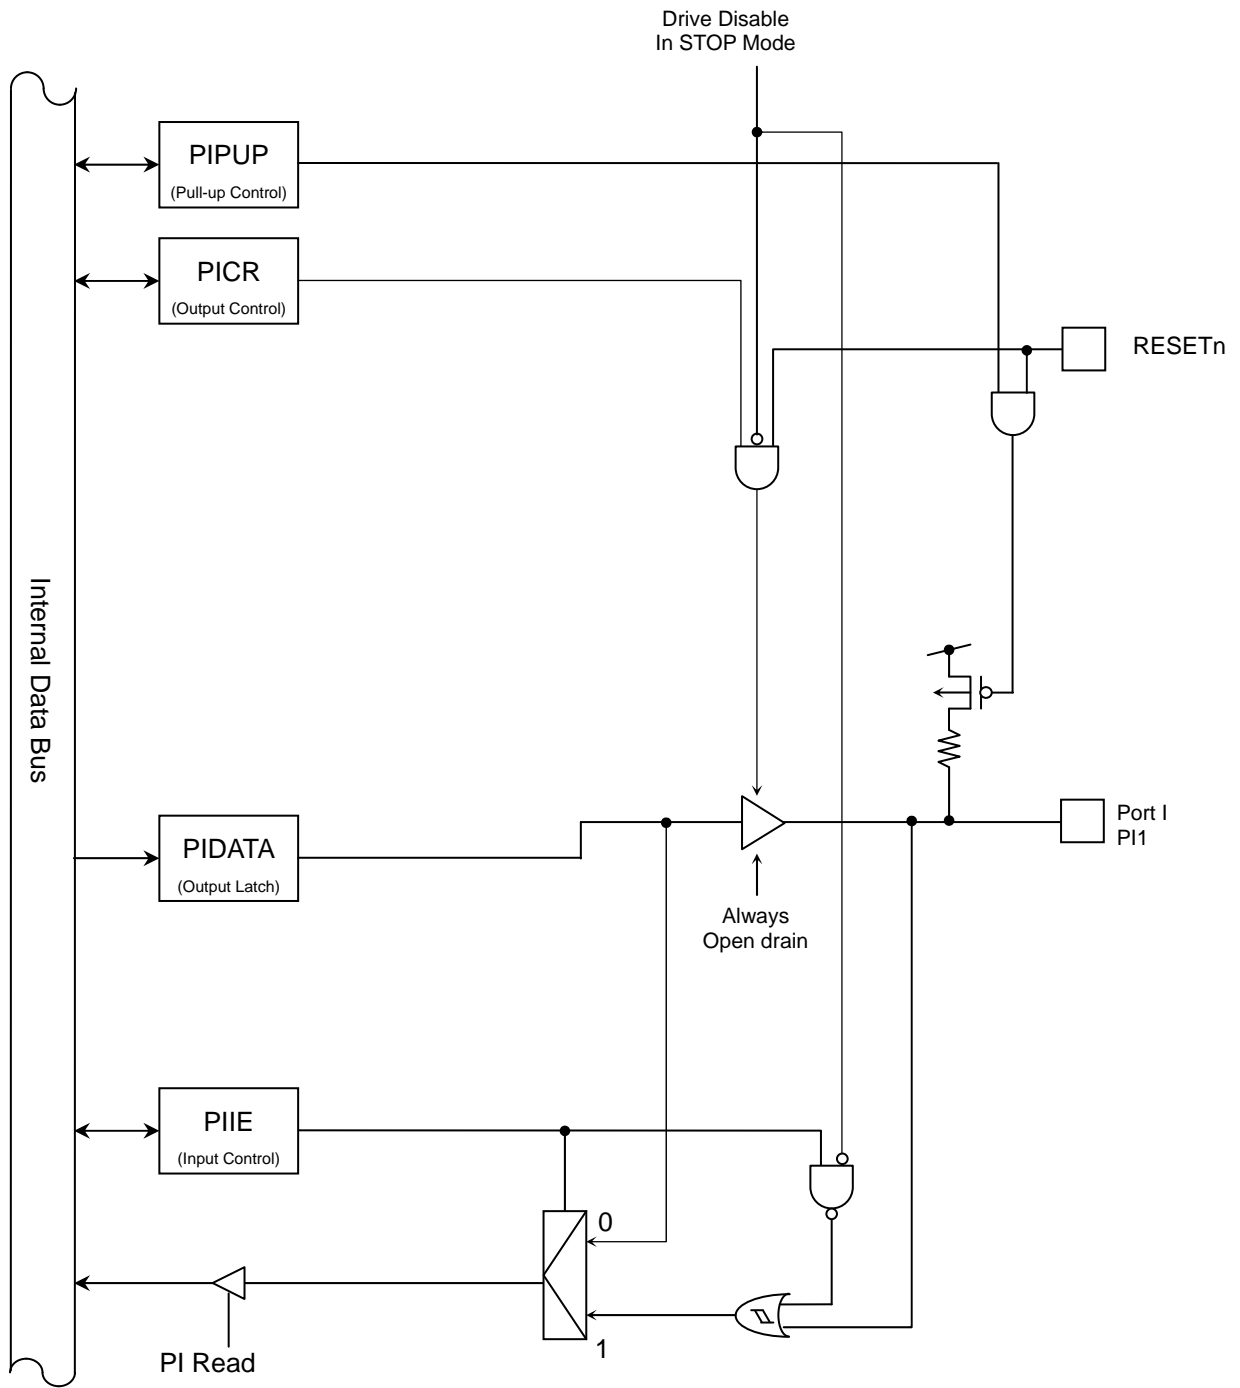 Drive Disable
In STOP Mode
PIPUP
(Pull-up Control)
PICR
(Output Control)
RESETn
Internal Data Bus
PIDATA
(Output Latch)
Port I
PI1
Always
Open drain
PIIE
(Input Control)
0
1
PI Read